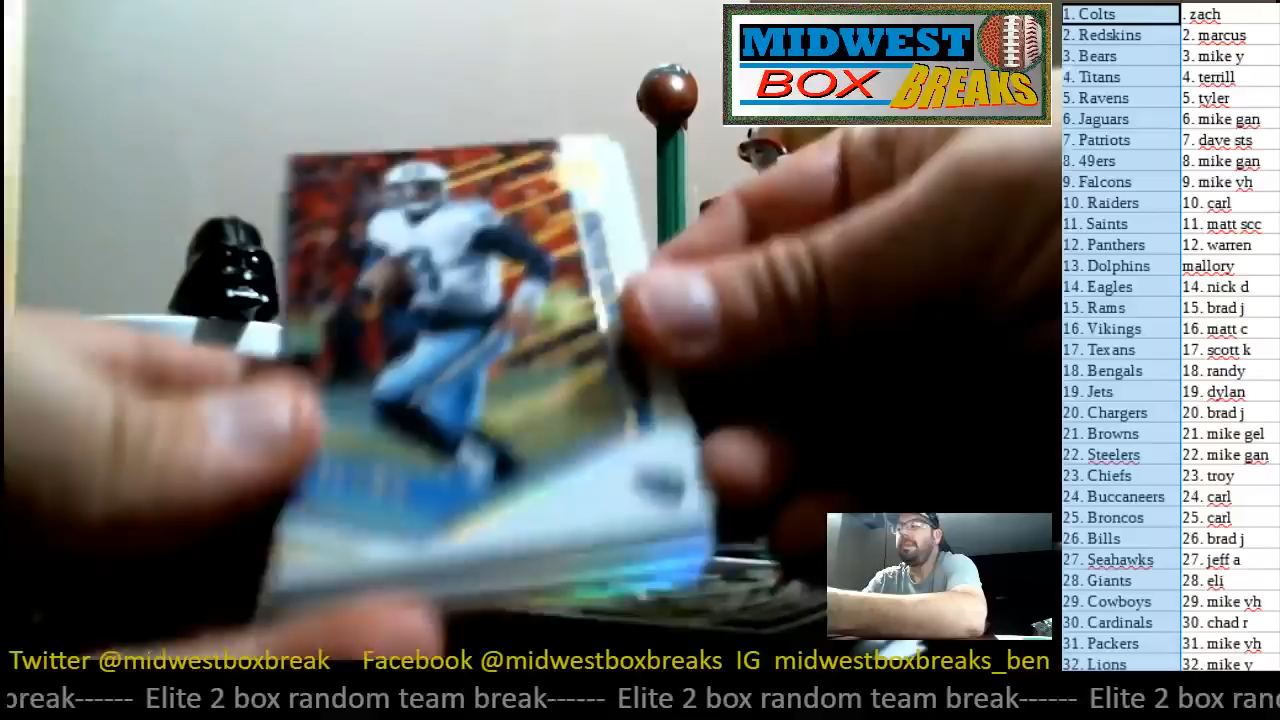 MIDWEST
BOX
BREAKS
1. Colts . zach
2. Redskins 2. marcus
3. Bears 3. mike y
4. Titans 4. terrill
5. Ravens 5. tyler
6. Jaguars 6. mike gan
7. Patriots 7. dave sts
8. 49ers 8. mike gan
9. Falcons 9. mike vh
10. Raiders 10. carl
11. Saints 11. matt scc
12. Panthers 12. warren
13. Dolphins mallory
14. Eagles 14. nick d
15. Rams 15. brad j
16. Vikings 16. matt c
17. Texans 17. scott k
18. Bengals 18. randy
19. Jets 19. dylan
20. Chargers 20. brad j
21. Browns 21. mike gel
22. Steelers 22. mike gan
23. Chiefs 23. troy
24. Buccaneers 24. carl
25. Broncos 25. carl
26. Bills 26. brad j
27. Seahawks 27. jeff a
28. Giants 28. eli
29. Cowboys 29. mike vh
30. Cardinals 30. chad r
31. Packers 31. mike vh
32. Lions 32. mike y
Twitter @midwestboxbreak Facebook @midwestboxbreaks IG midwestboxbreaks_ben
break------ Elite 2 box random team break------ Elite 2 box random team break------ Elite 2 box ran